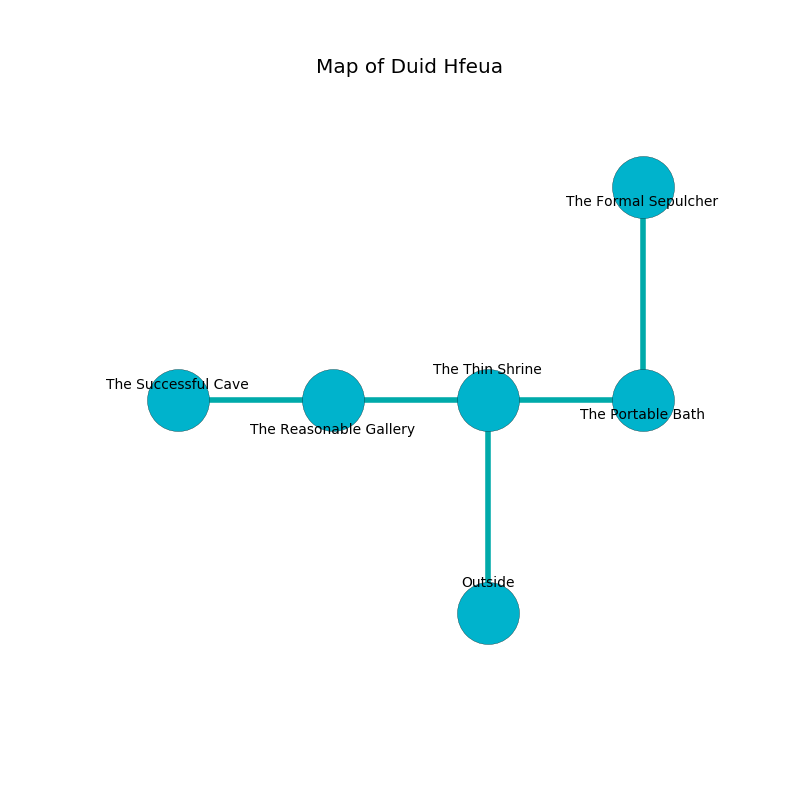 Map of Duid Hfeua
The Formal Sepulcher
The Thin Shrine
The Successful Cave
The Portable Bath
The Reasonable Gallery
Outside